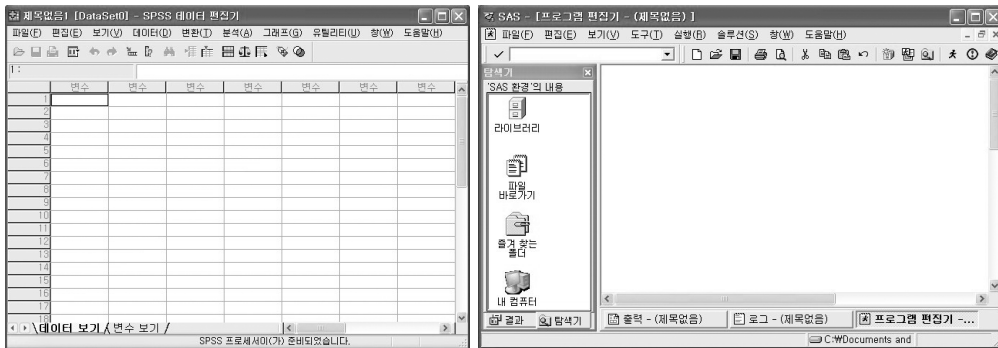 제목없음1 [DataSet0] - SPSS 데이터 편집기
파일(F) 편집(E) 보기(V) 데이터(D) 변환(T) 분석(A) 그래프(G) 유틸리티(U) 창(W) 도움말(H)
1 :
변수 변수 변수 변수 변수 변수
1
2
3
4
5
6
7
8
9
10
11
12
13
14
15
16
17
18
데이터 보기 변수 보기
SPSS 프로세서이(가) 준비되었습니다.
SAS - [프로그램 편집기 - (제목없음) ]
파일(F) 편집(E) 보기(V) 도구(T) 실행(R) 솔루션(S) 창(W) 도움말(H)
탐색기
'SAS 환경'의 내용
라이브러리
파일
바로가기
즐겨 찾는
폴더
내 컴퓨터
결과 탐색기
출력 - (제목없음) 로그 - (제목없음) 프로그램 편집기 -...
C:₩Documents and